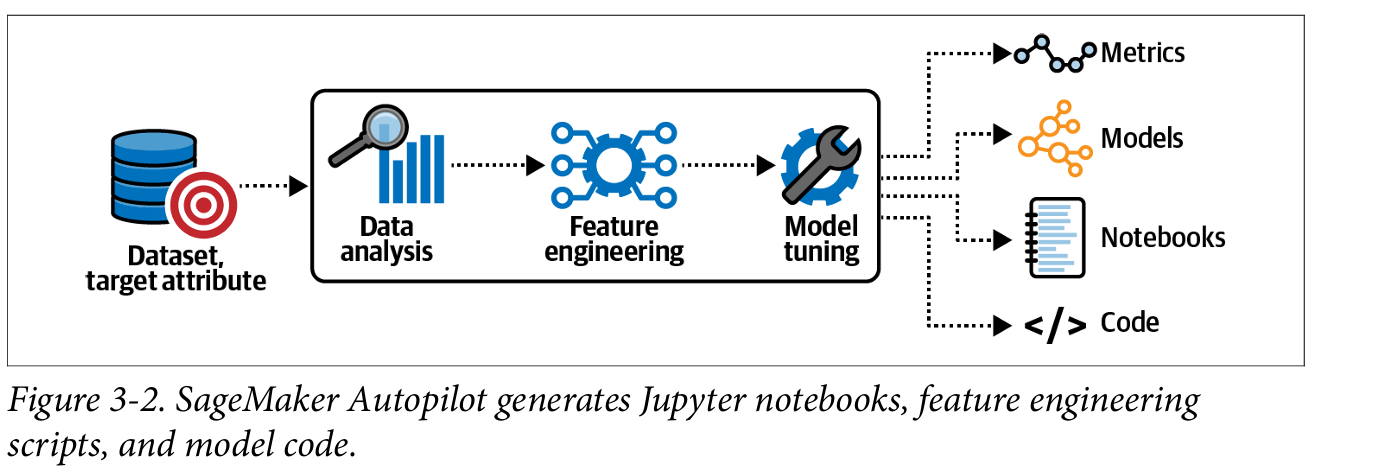 Dataset,
target attribute
Data
analysis
Feature
engineering
Model
tuning
Metrics
Models
Notebooks
</> Code
Figure 3-2. SageMaker Autopilot generates Jupyter notebooks, feature engineering
scripts, and model code.